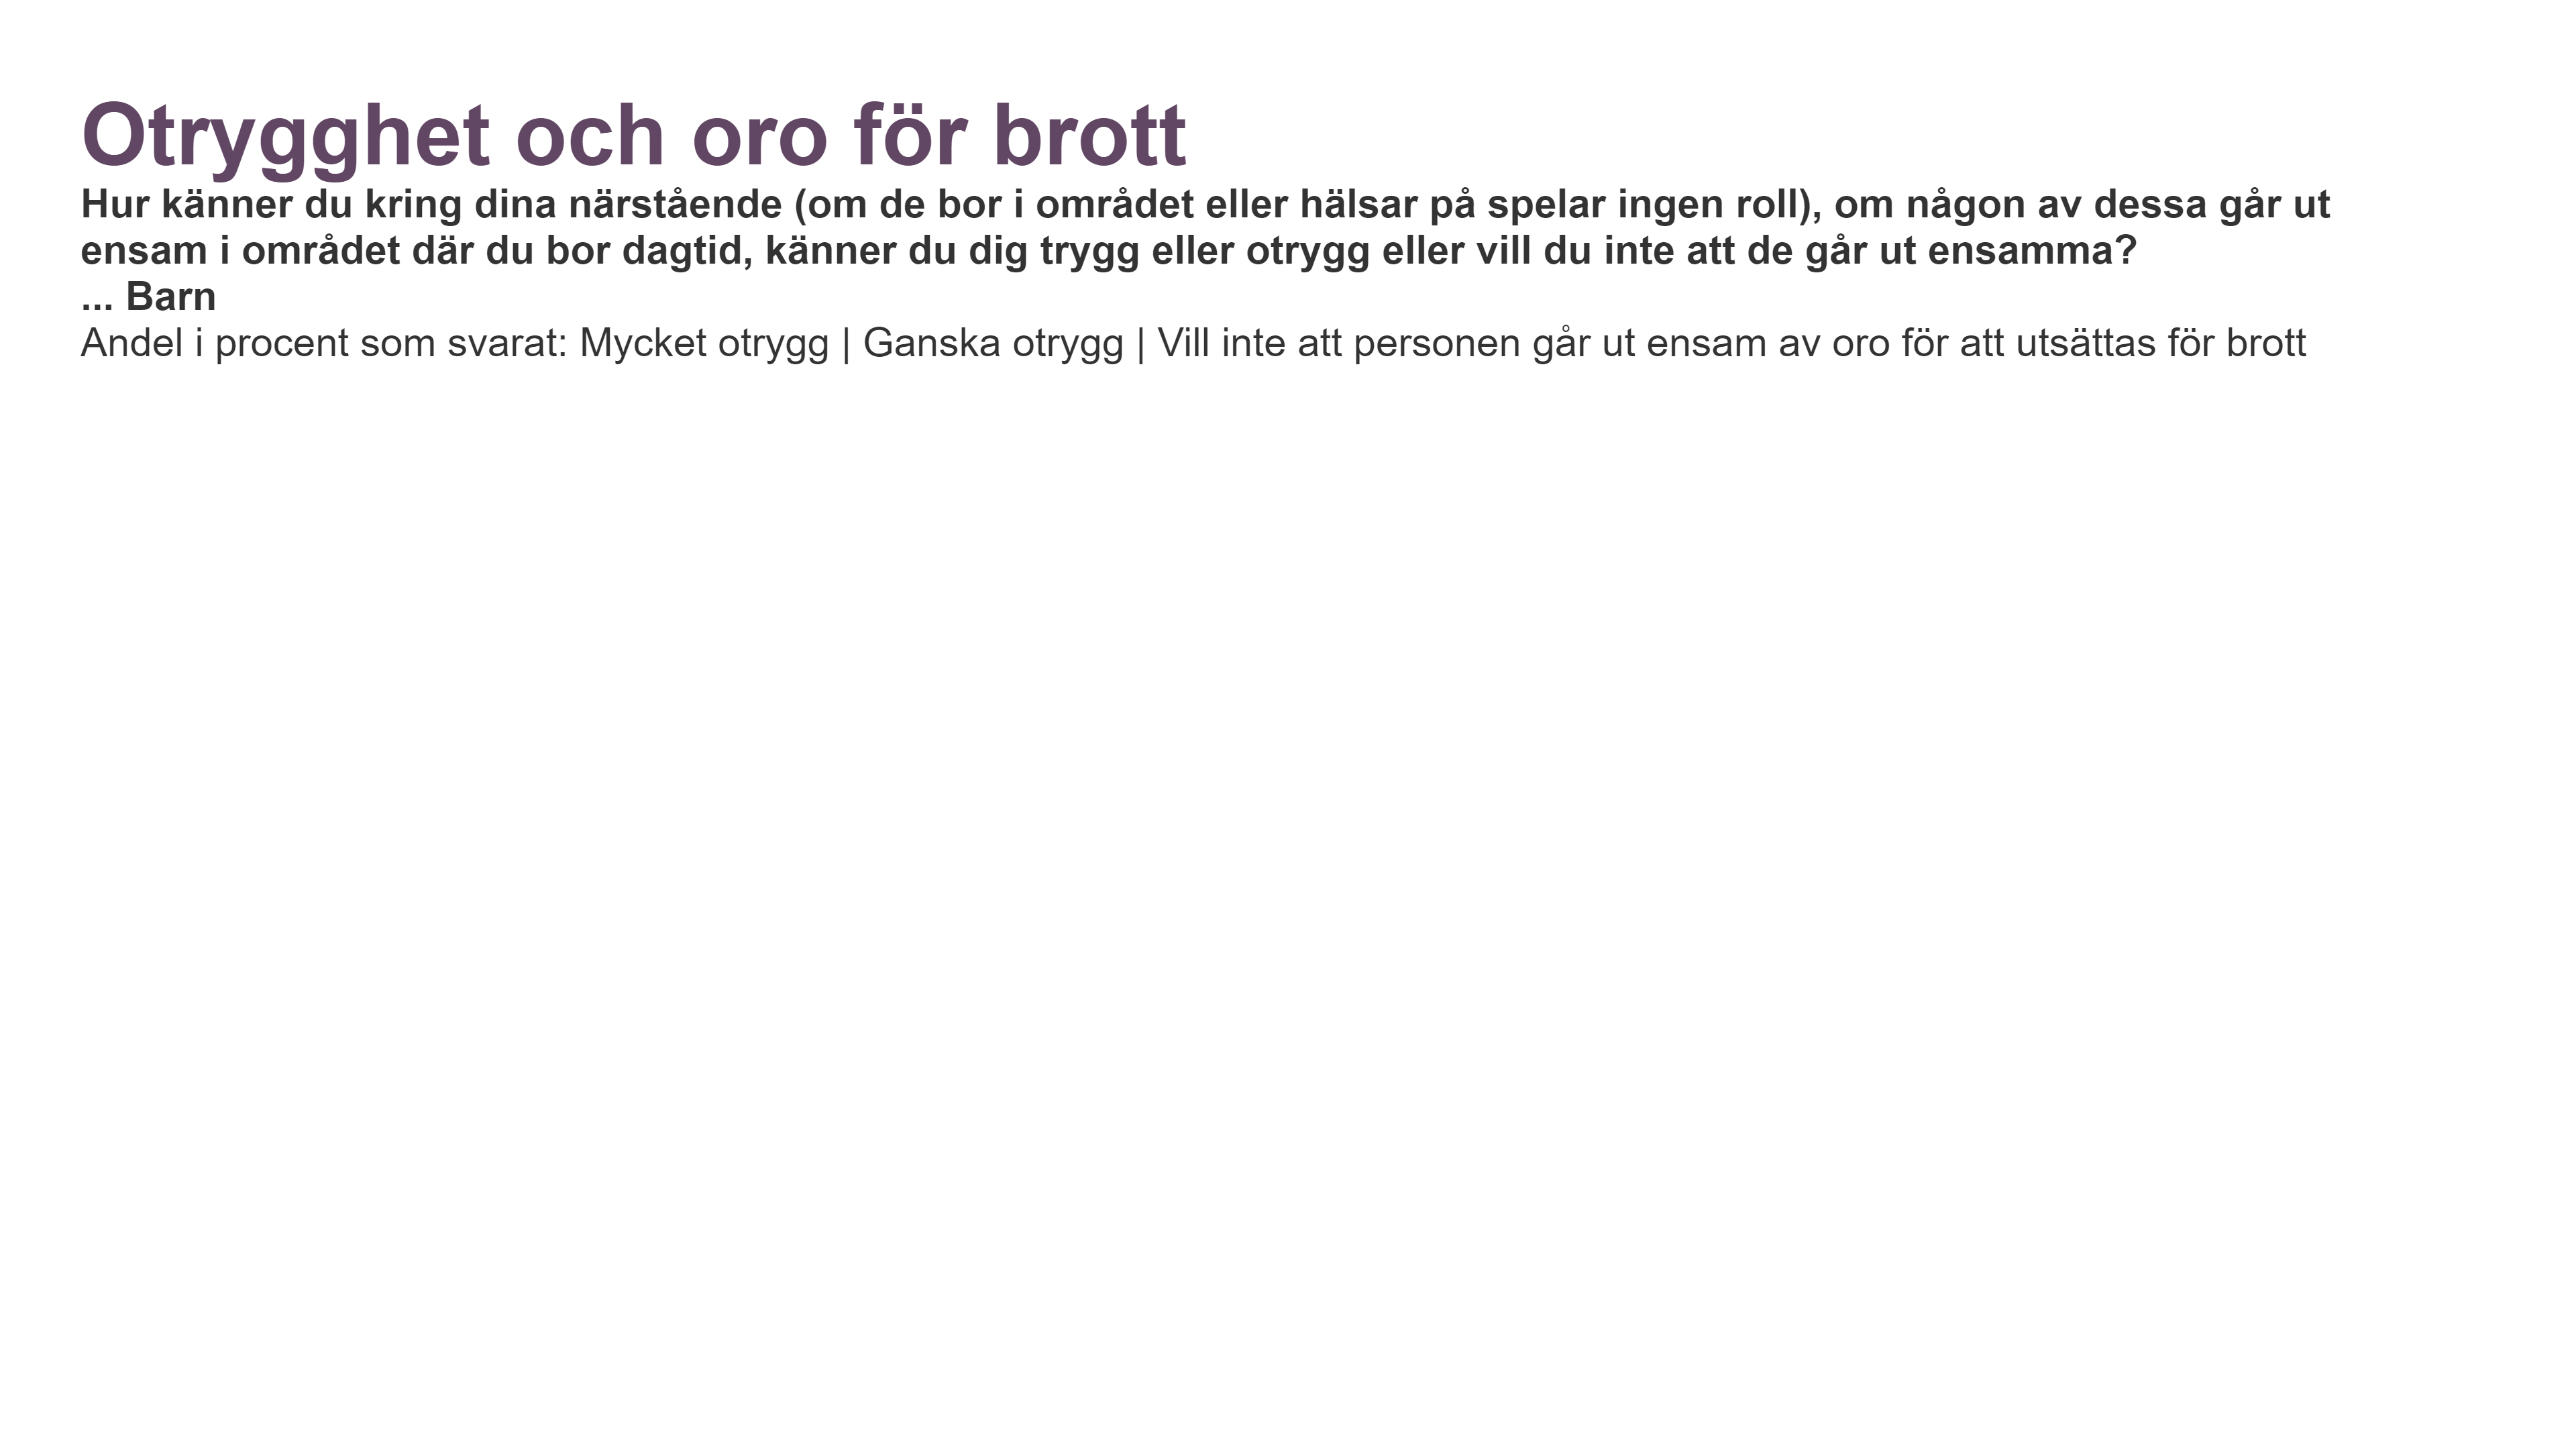 Otrygghet och oro för brott
Hur känner du kring dina närstående (om de bor i området eller hälsar på spelar ingen roll), om någon av dessa går ut
ensam i området där du bor dagtid, känner du dig trygg eller otrygg eller vill du inte att de går ut ensamma?
... Barn
Andel i procent som svarat: Mycket otrygg | Ganska otrygg | Vill inte att personen går ut ensam av oro för att utsättas för brott